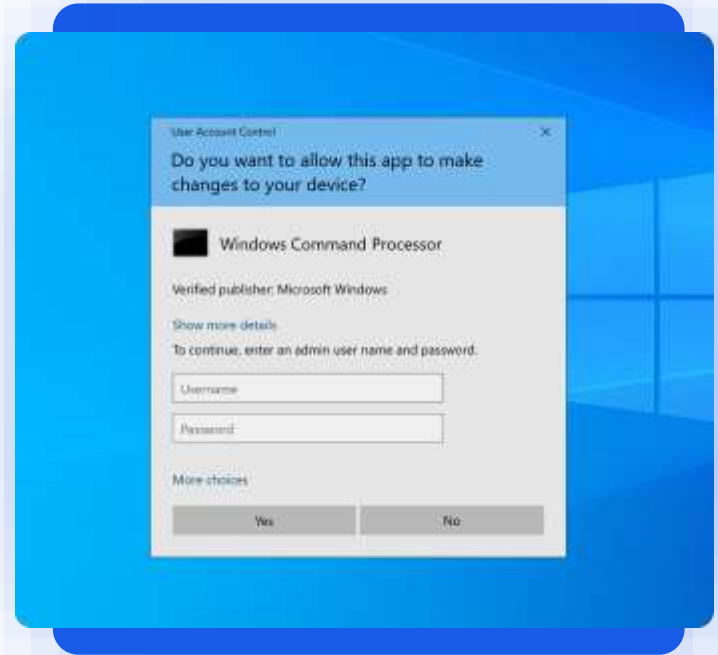 User Account Control
Do you want to allow this app to make
changes to your device?
Windows Command Processor
Verified publisher: Microsoft Windows
Show more details
To continue, enter an admin user name and password.
Username
Password
More choices
Yes
No